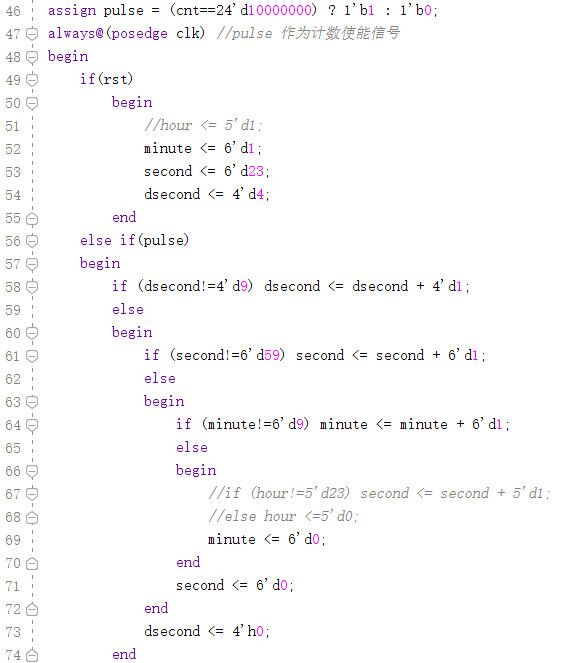 46 assign pulse = (cnt==24'd10000000) ? 1'b1 : 1'b0;
47 always@(posedge clk) //pulse 作为计数使能信号
48 begin
49 if(rst)
50 begin
51 //hour <= 5'd1;
52 minute <= 6'd1;
53 second <= 6'd23;
54 dsecond <= 4'd4;
55 end
56 else if(pulse)
57 begin
58 if (dsecond!=4'd9) dsecond <= dsecond + 4'd1;
59 else
60 begin
61 if (second!=6'd59) second <= second + 6'd1;
62 else
63 begin
64 if (minute!=6'd9) minute <= minute + 6'd1;
65 else
66 begin
67 //if (hour!=5'd23) second <= second + 5'd1;
68 //else hour <=5'd0;
69 minute <= 6'd0;
70 end
71 second <= 6'd0;
72 end
73 dsecond <= 4'h0;
74 end